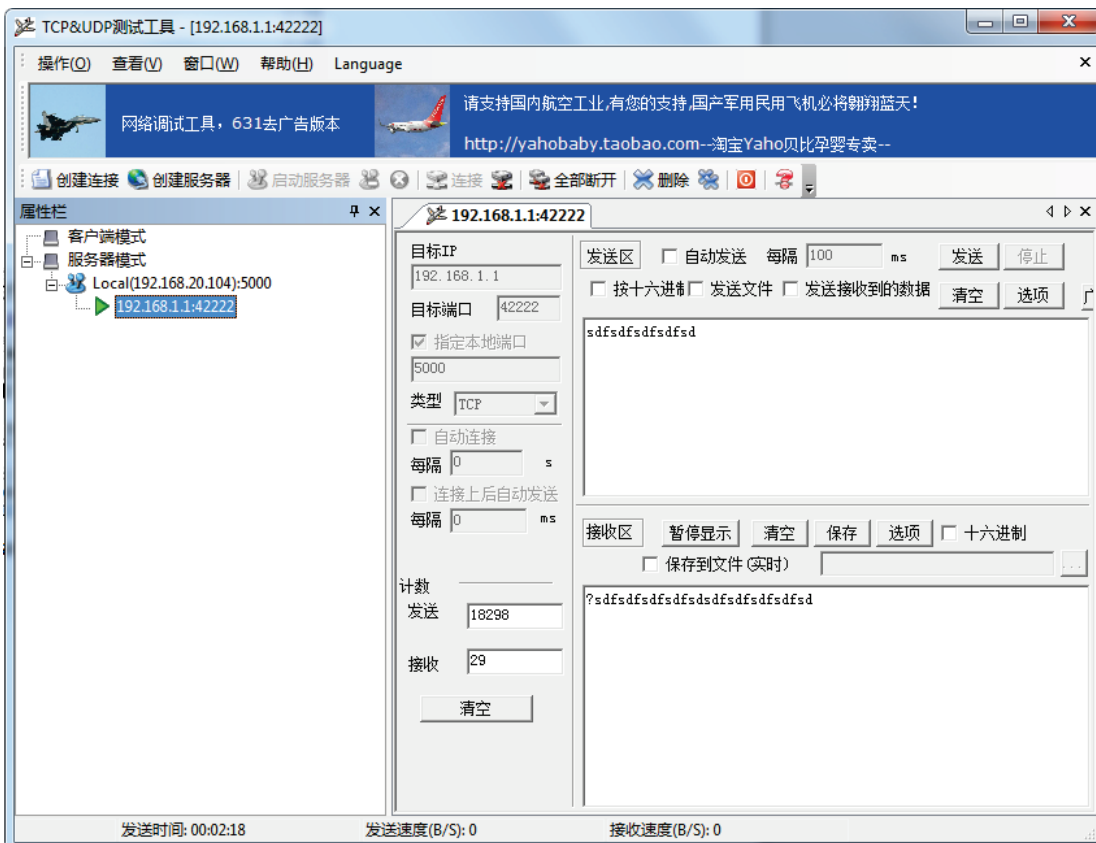 TCP&UDP测试工具 - [192.168.1.1:42222]
操作(O) 查看(V) 窗口(W) 帮助(H) Language
请支持国内航空工业,有您的支持,国产军用民用飞机必将翱翔蓝天!
网络调试工具，631去广告版本
http://yahobaby.taobao.com--淘宝Yaho贝比孕婴专卖--
创建连接 创建服务器 启动服务器 连接 全部断开 删除
属性栏
客户端模式
服务器模式
Local(192.168.20.104):5000
192.168.1.1:42222
192.168.1.1:42222
目标IP
192.168.1.1
目标端口 42222
指定本地端口
5000
类型 TCP
自动连接
每隔 0 s
连接上后自动发送
每隔 0 ms
计数
发送 18298
接收 29
清空
发送区 自动发送 每隔 100 ms 发送 停止
按十六进制 发送文件 发送接收到的数据 清空 选项
sdfsdfsdfsdfsd
接收区 暂停显示 清空 保存 选项 十六进制
保存到文件(实时) ...
?sdfsdfsdfsdfsdsdfsdfsdfsdfsd
发送时间: 00:02:18 发送速度(B/S): 0 接收速度(B/S): 0